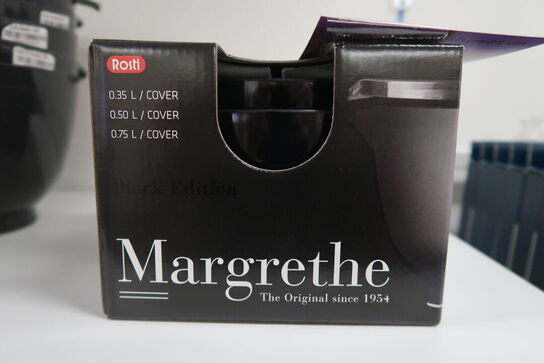 Rosti
0.35 L / COVER
0.50 L / COVER
0.75 L / COVER
Black Edition
Margrethe
The Original since 1954